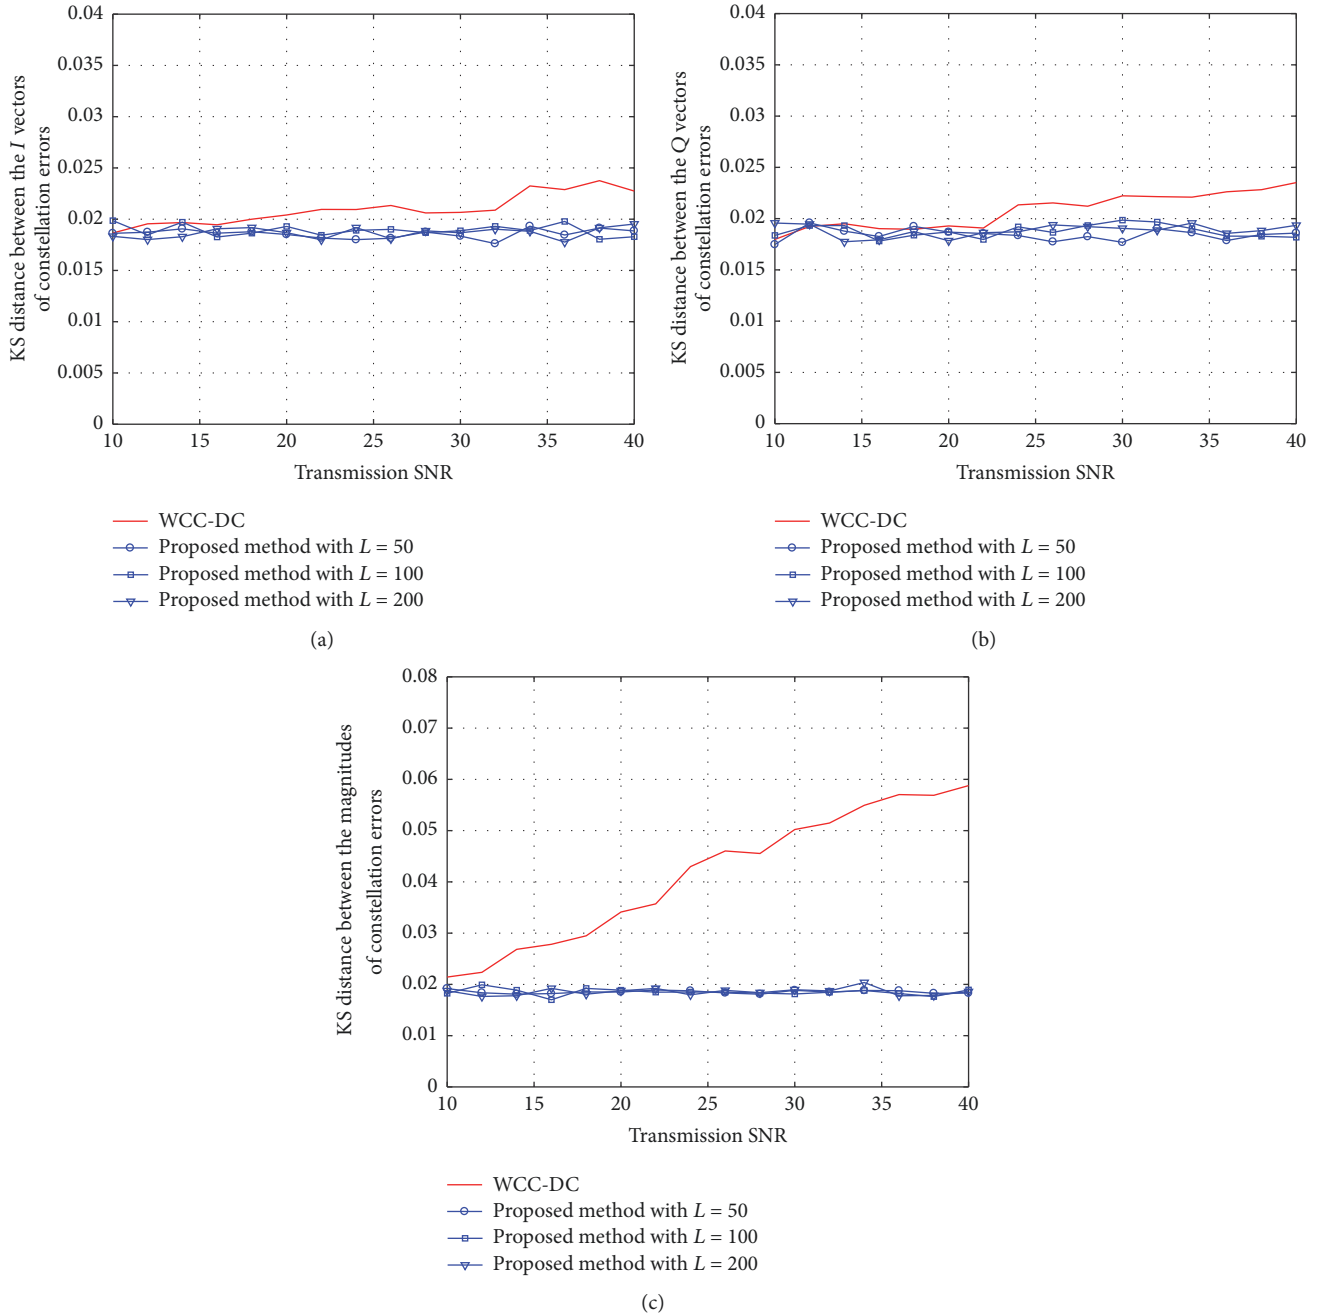 0.04
0.035
0.03
0.025
0.02
0.015
0.01
0.005
0
KS distance between the I vectors
of constellation errors
10 15 20 25 30 35 40
Transmission SNR
WCC-DC
Proposed method with L = 50
Proposed method with L = 100
Proposed method with L = 200
(a)
0.04
0.035
0.03
0.025
0.02
0.015
0.01
0.005
0
KS distance between the Q vectors
of constellation errors
10 15 20 25 30 35 40
Transmission SNR
WCC-DC
Proposed method with L = 50
Proposed method with L = 100
Proposed method with L = 200
(b)
0.08
0.07
0.06
0.05
0.04
0.03
0.02
0.01
0
KS distance between the magnitudes
of constellation errors
10 15 20 25 30 35 40
Transmission SNR
WCC-DC
Proposed method with L = 50
Proposed method with L = 100
Proposed method with L = 200
(c)